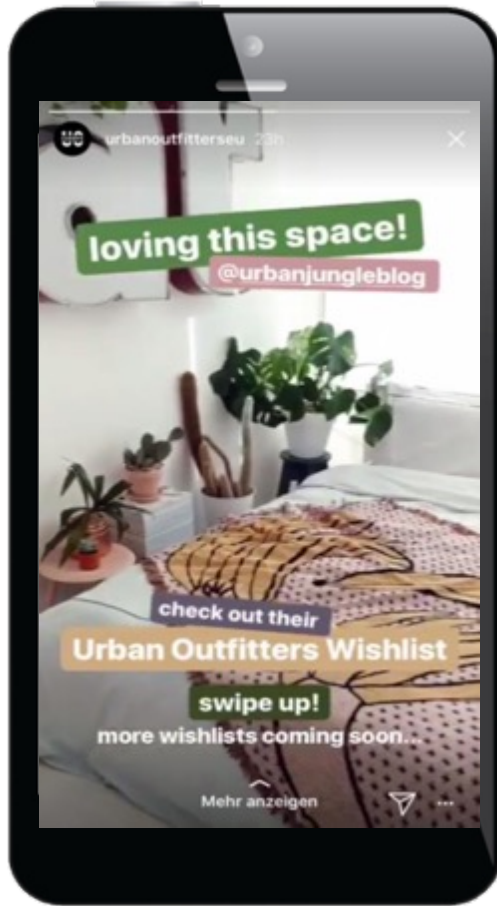 UO
urbanoutfitterseu 23h
loving this space!
@urbanjungleblog
check out their
Urban Outfitters Wishlist
swipe up!
more wishlists coming soon...
Mehr anzeigen